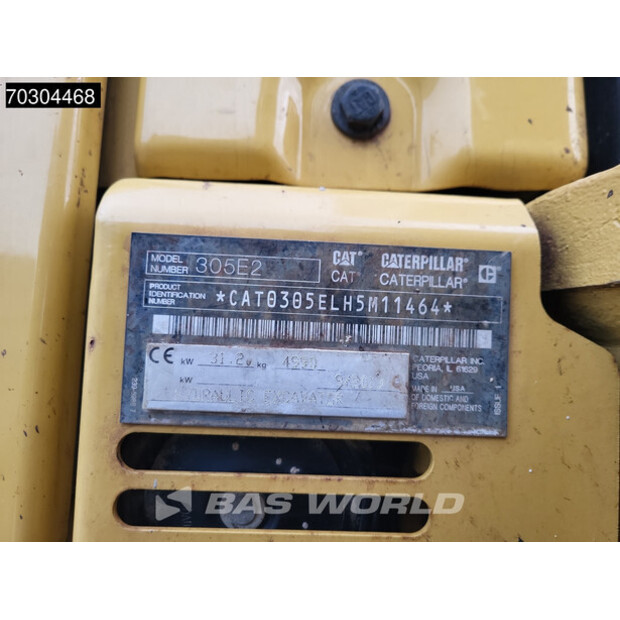 70304468
MODEL NUMBER 305E2 CAT CATERPILLAR
CAT® CATERPILLAR®
PRODUCT IDENTIFICATION NUMBER *CAT0305ELH5M11464*
CE kW 31.2 kg
kW
CATERPILLAR INC.
PEORIA, IL 61629
USA
MADE IN USA
OF DOMESTIC AND
FOREIGN COMPONENTS
BAS WORLD